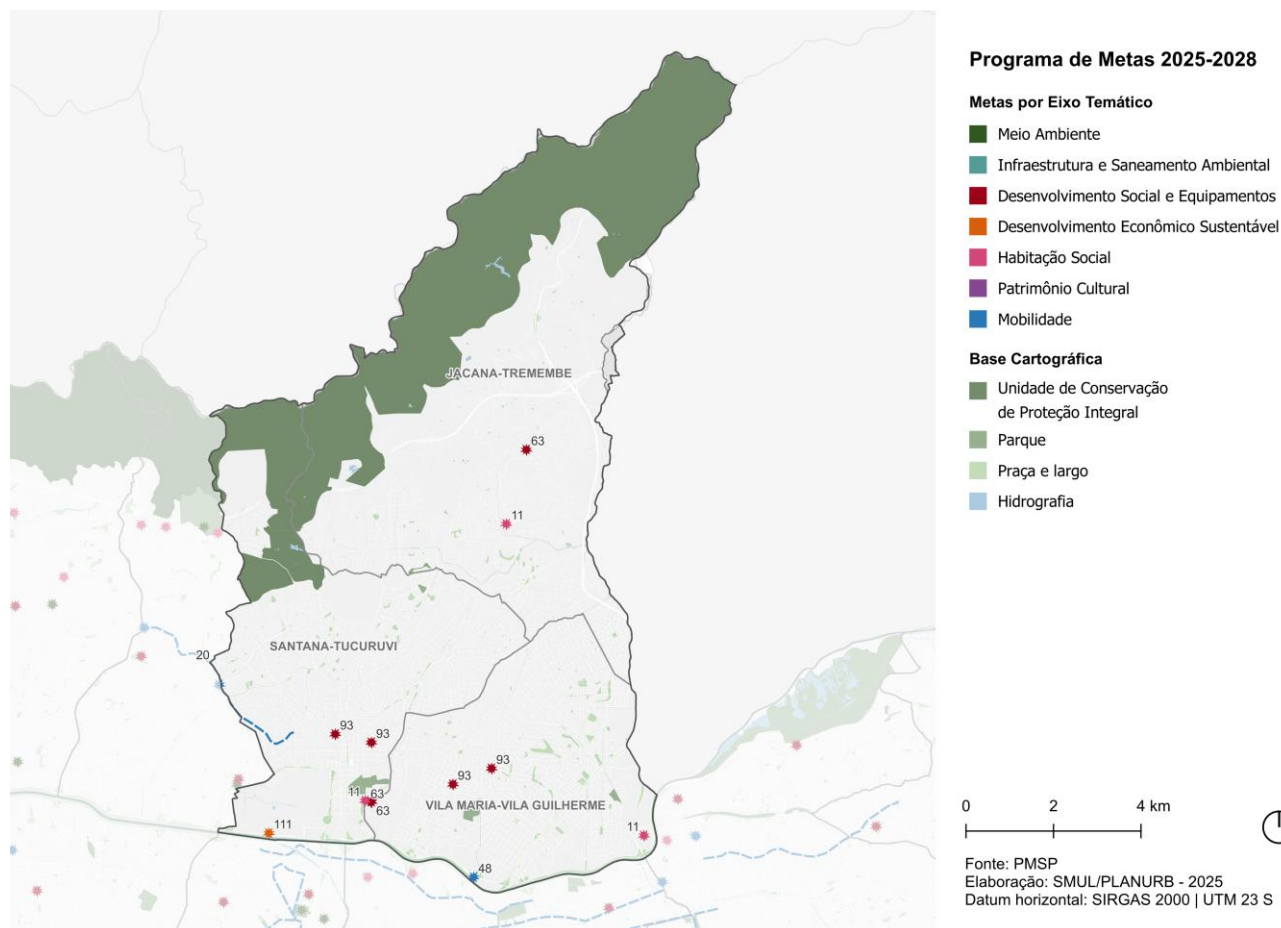 Programa de Metas 2025-2028
Metas por Eixo Temático
Meio Ambiente
Infraestrutura e Saneamento Ambiental
Desenvolvimento Social e Equipamentos
Desenvolvimento Econômico Sustentável
Habitação Social
Patrimônio Cultural
Mobilidade
Base Cartográfica
Unidade de Conservação
de Proteção Integral
Parque
Praça e largo
Hidrografia
JAÇANA-TREMEMBE
63
11
SANTANA-TUCURUVI
20
93
93
93
93
11
63
63
VILA MARIA-VILA GUILHERME
111
11
48
0 2 4 km
Fonte: PMSP
Elaboração: SMUL/PLANURB - 2025
Datum horizontal: SIRGAS 2000 | UTM 23 S